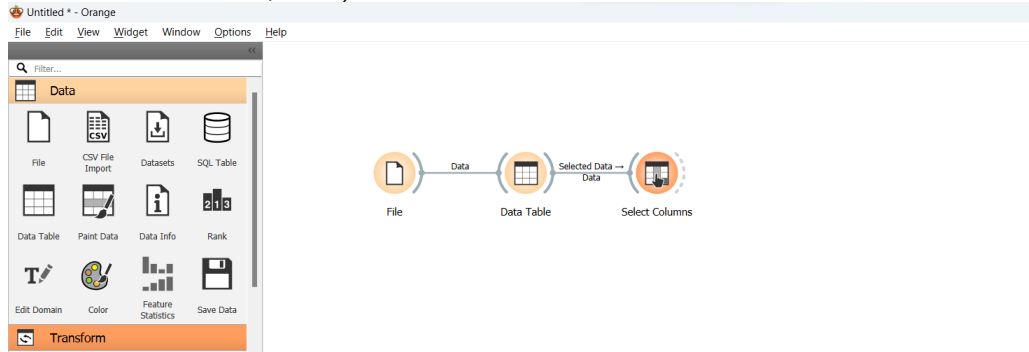 Untitled * - Orange
File Edit View Widget Window Options Help
Filter...
Data
File CSV File Import Datasets SQL Table
Data Table Paint Data Data Info Rank
Edit Domain Color Feature Statistics Save Data
Transform
Data
Selected Data → Data
File Data Table Select Columns